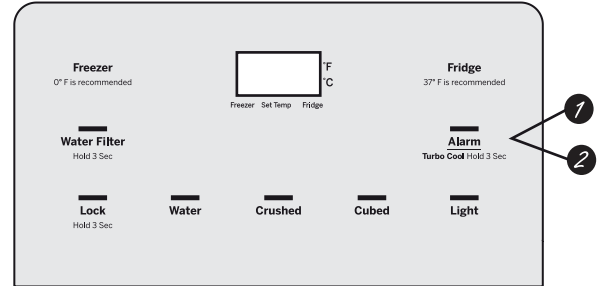 Freezer
0° F is recommended
°F
°C
Freezer Set Temp Fridge
Fridge
37° F is recommended
Water Filter
Hold 3 Sec
Alarm
Turbo Cool Hold 3 Sec
1
2
Lock
Hold 3 Sec
Water
Crushed
Cubed
Light